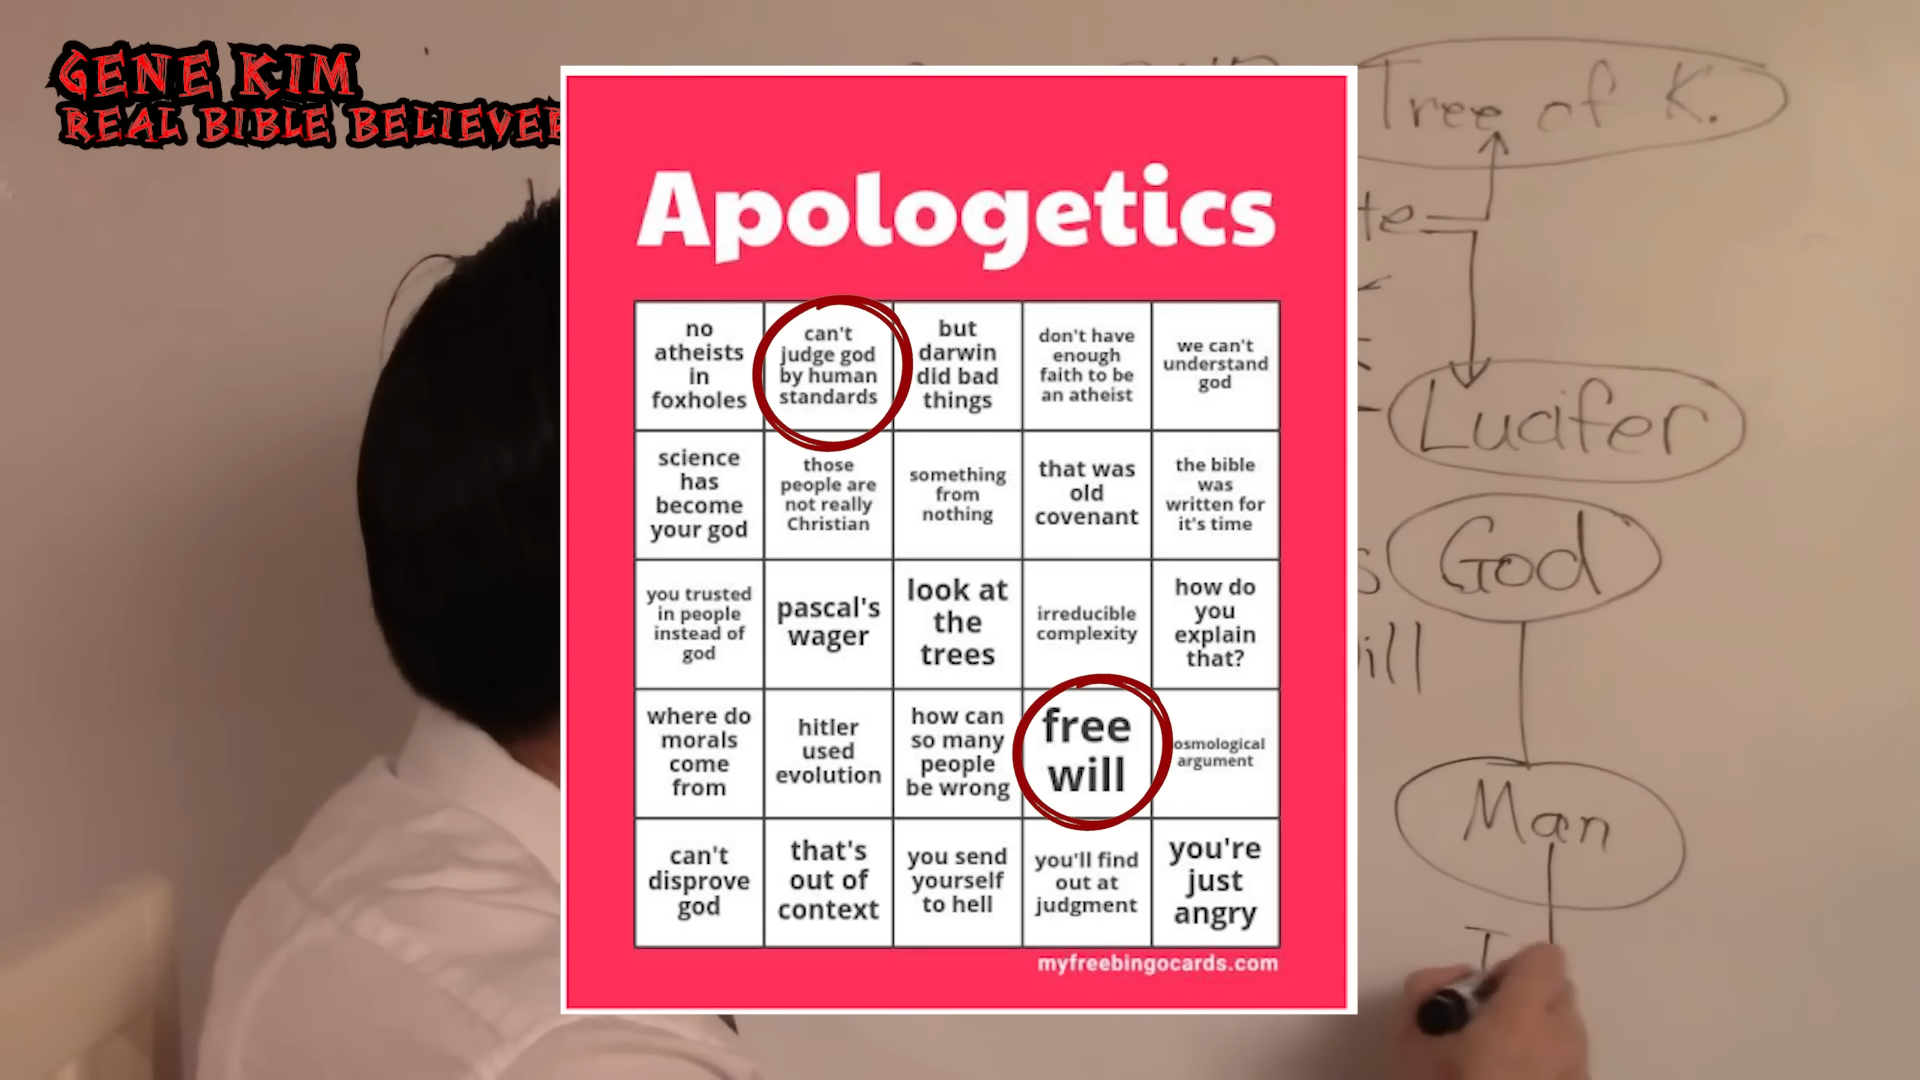 GENE KIM
REAL BIBLE BELIEVE
Apologetics
no
atheists
in
foxholes
can't
judge god
by human
standards
but
darwin
did bad
things
don't have
enough
faith to be
an atheist
we can't
understand
god
science
has
become
your god
those
people are
not really
Christian
something
from
nothing
that was
old
covenant
the bible
was
written for
it's time
you trusted
in people
instead of
god
pascal's
wager
look at
the
trees
irreducible
complexity
how do
you
explain
that?
where do
morals
come
from
hitler
used
evolution
how can
so many
people
be wrong
free
will
osmological
argument
can't
disprove
god
that's
out of
context
you send
yourself
to hell
you'll find
out at
judgment
you're
just
angry
myfreebingocards.com
Tree of K.
Lucifer
God
Man